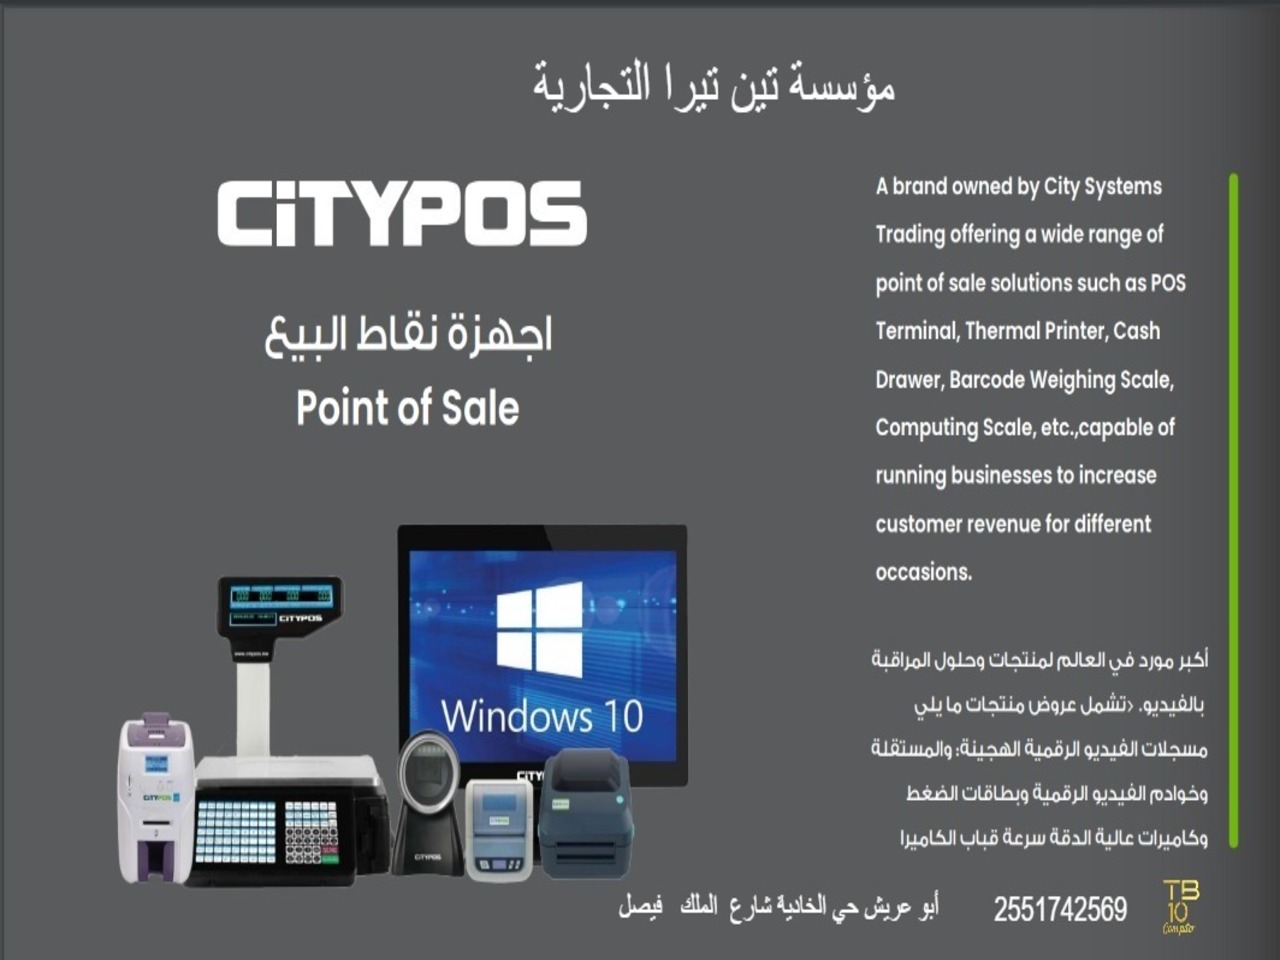 مؤسسة تين تيرا التجارية
CiTYPOS
اجهزة نقاط البيع
Point of Sale
A brand owned by City Systems
Trading offering a wide range of
point of sale solutions such as POS
Terminal, Thermal Printer, Cash
Drawer, Barcode Weighing Scale,
Computing Scale, etc.,capable of
running businesses to increase
customer revenue for different
occasions.
أكبر مورد في العالم لمنتجات وحلول المراقبة
بالفيديو. ‹تشمل عروض منتجات ما يلي
مسجلات الفيديو الرقمية الهجينة؛ والمستقلة
وخوادم الفيديو الرقمية وبطاقات الضغط
وكاميرات عالية الدقة سرعة قباب الكاميرا
CiTYPOS
Windows 10
CiTY
CiTYPOS
CiTYPOS
أبو عريش حي الخادية شارع الملك فيصل
2551742569
TB
10
Computer